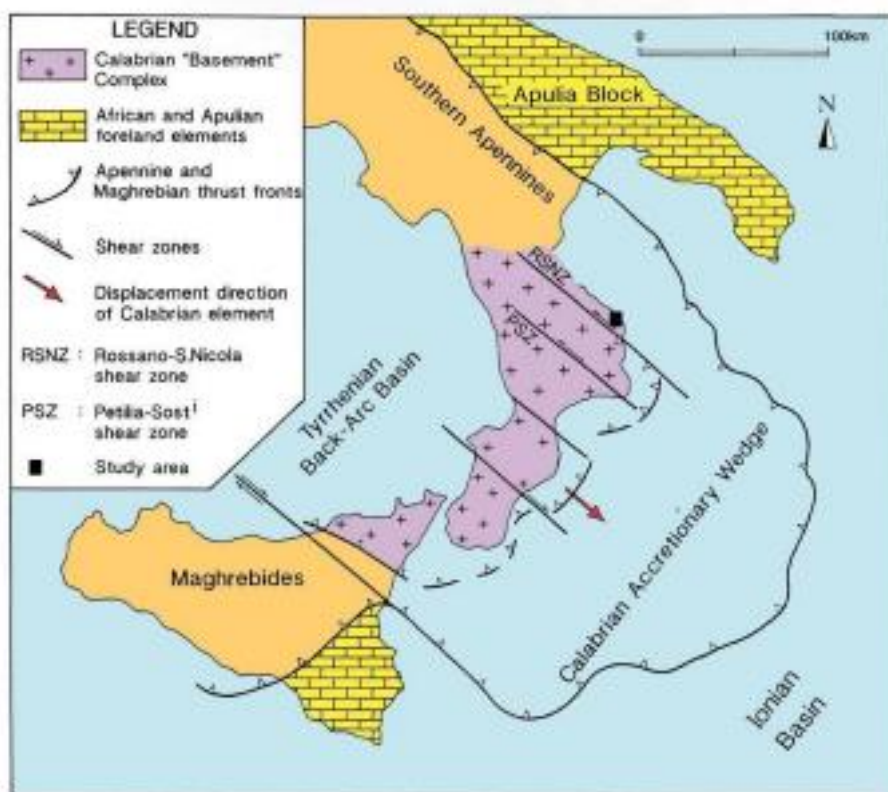 LEGEND
Calabrian "Basement"
Complex
African and Apulian
foreland elements
Apennine and
Maghrebian thrust fronts
Shear zones
Displacement direction
of Calabrian element
RSNZ : Rossano-S.Nicola
shear zone
PSZ : Petilia-Sosti
shear zone
Study area
0 100km
N
Apulia Block
Southern Apennines
RSNZ
PSZ
Tyrrhenian
Back-Arc Basin
Maghrebides
Calabrian Accretionary Wedge
Ionian
Basin